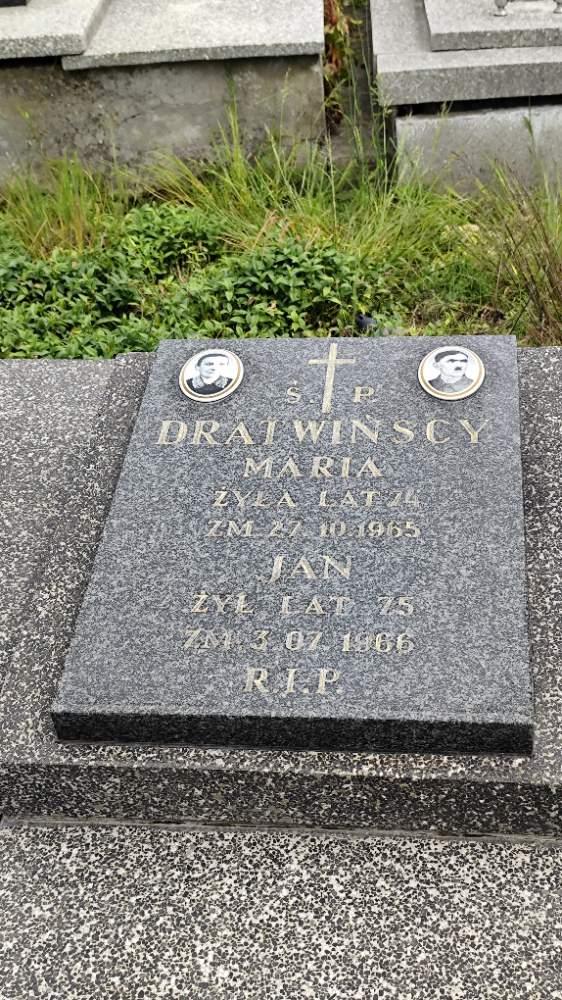 Ś. P.
DRATWIŃSCY
MARIA
ŻYŁA LAT 74
ZM. 27.10.1965
JAN
ŻYŁ LAT 75
ZM. 3.07.1966
R.I.P.